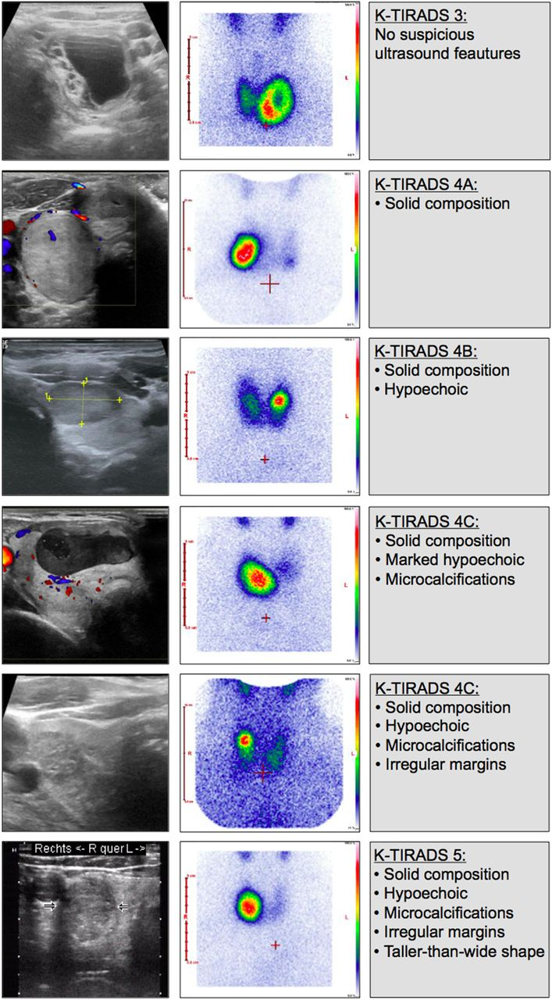 K-TIRADS 3:
No suspicious
ultrasound feautures
R
L
K-TIRADS 4A:
• Solid composition
R
L
K-TIRADS 4B:
• Solid composition
• Hypoechoic
1
1
R
L
K-TIRADS 4C:
• Solid composition
• Marked hypoechoic
• Microcalcifications
R
L
K-TIRADS 4C:
• Solid composition
• Hypoechoic
• Microcalcifications
• Irregular margins
R
L
Rechts <- R quer L ->
K-TIRADS 5:
• Solid composition
• Hypoechoic
• Microcalcifications
• Irregular margins
• Taller-than-wide shape
R
L